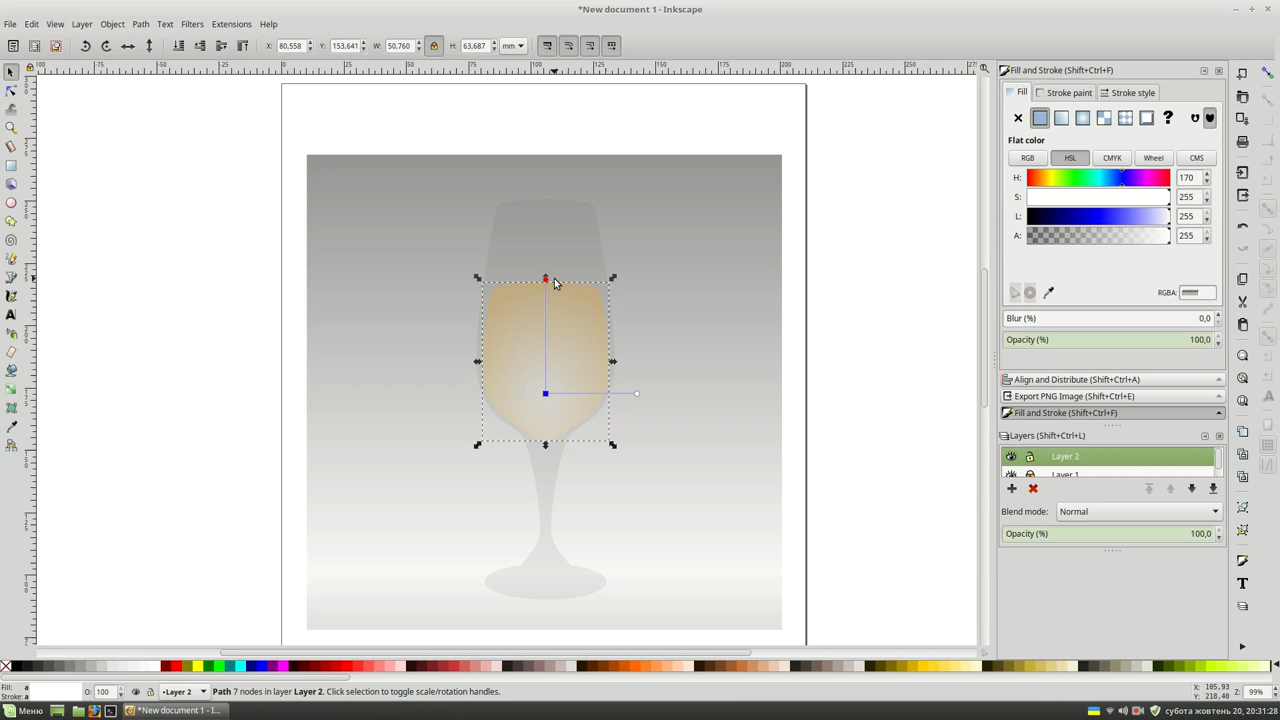 *New document 1 - Inkscape
File Edit View Layer Object Path Text Filters Extensions Help
X: 80,558 Y: 153,641 W: 50,760 H: 63,687 mm
Fill and Stroke (Shift+Ctrl+F)
Fill Stroke paint Stroke style
Flat color
RGB HSL CMYK Wheel CMS
H: 170
S: 255
L: 255
A: 255
RGBA: ffffffff
Blur (%) 0,0
Opacity (%) 100,0
Align and Distribute (Shift+Ctrl+A)
Export PNG Image (Shift+Ctrl+E)
Fill and Stroke (Shift+Ctrl+F)
Layers (Shift+Ctrl+L)
Layer 2
Layer 1
Blend mode: Normal
Opacity (%) 100,0
Fill: a
Stroke: a
O: 100
•Layer 2
Path 7 nodes in layer Layer 2. Click selection to toggle scale/rotation handles.
X: 105,93
Y: 218,40
Z: 99%
Меню
*New document 1 - I...
субота жовтень 20, 20:31:28